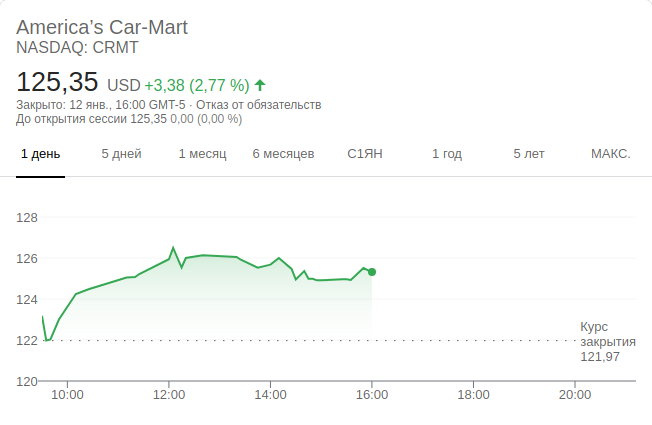 America’s Car-Mart
NASDAQ: CRMT
125,35 USD +3,38 (2,77 %)
Закрыто: 12 янв., 16:00 GMT-5 · Отказ от обязательств
До открытия сессии 125,35 0,00 (0,00 %)
1 день 5 дней 1 месяц 6 месяцев С1ЯН 1 год 5 лет МАКС.
128
126
124
122
120
Курс
закрытия
121,97
10:00 12:00 14:00 16:00 18:00 20:00